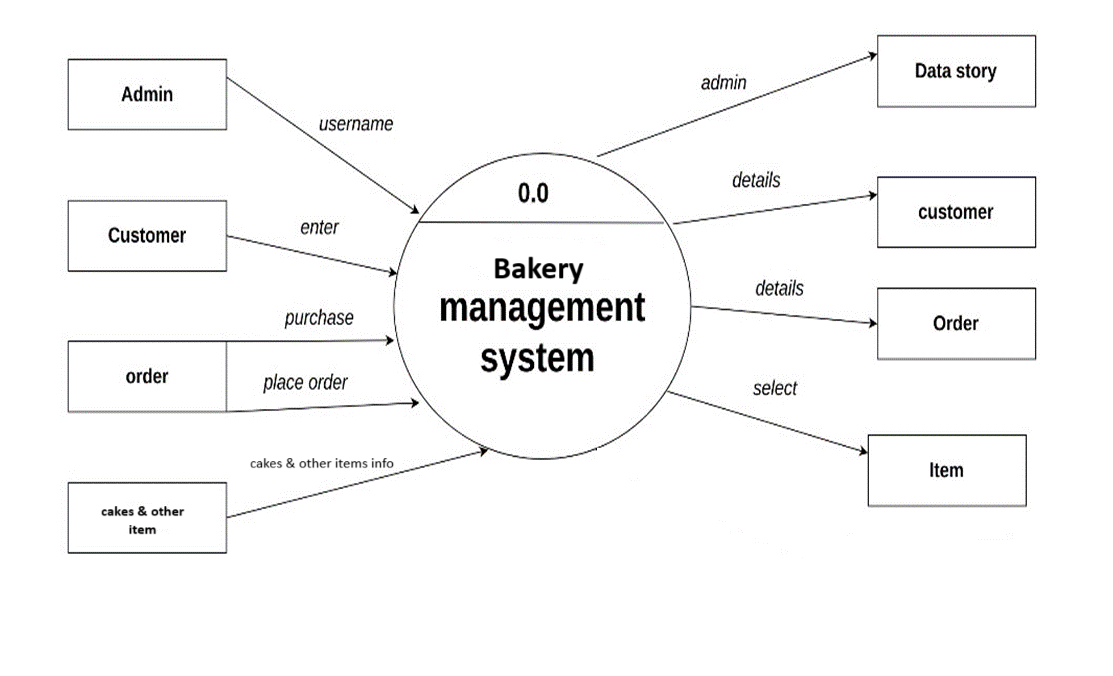 Admin
username
Customer
enter
order
purchase
place order
cakes & other
item
cakes & other items info
0.0
Bakery
management
system
admin
Data story
details
customer
details
Order
select
Item